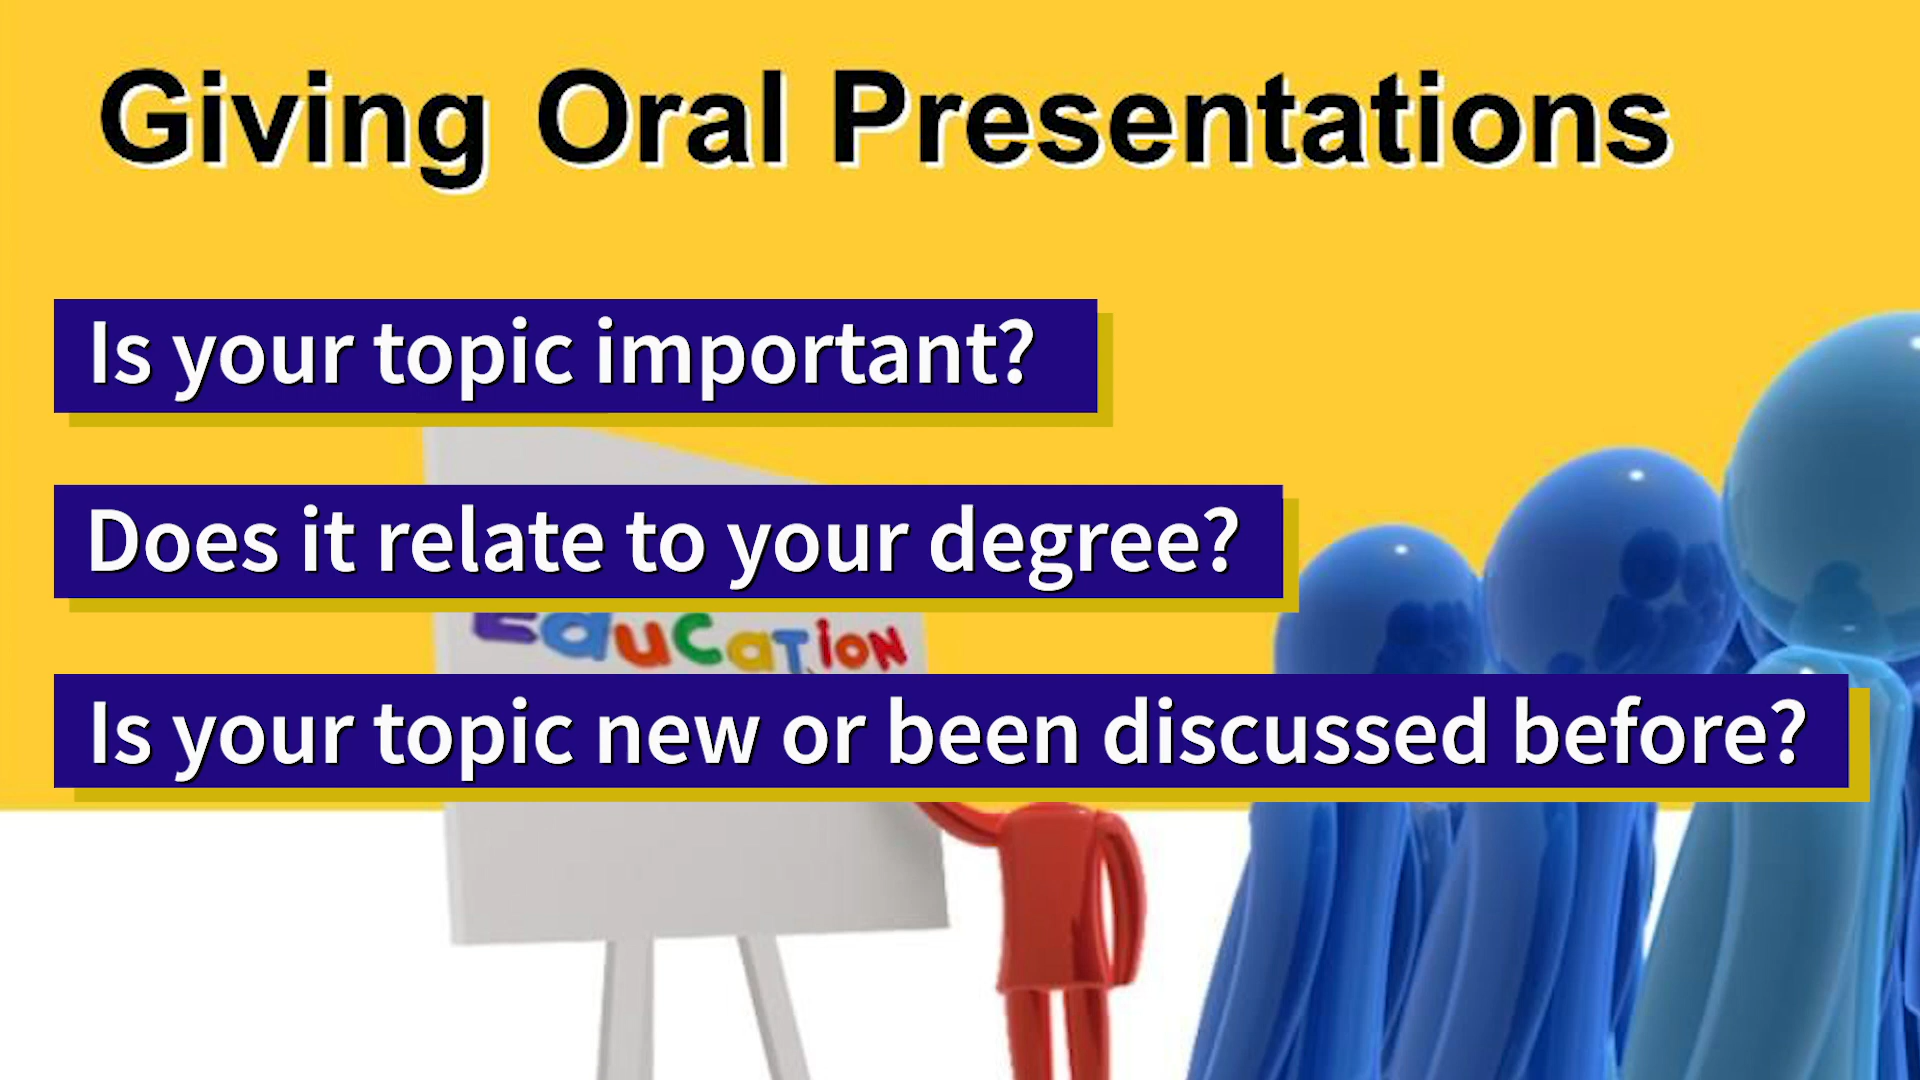 Giving Oral Presentations
Is your topic important?
Does it relate to your degree?
EducaTioN
Is your topic new or been discussed before?